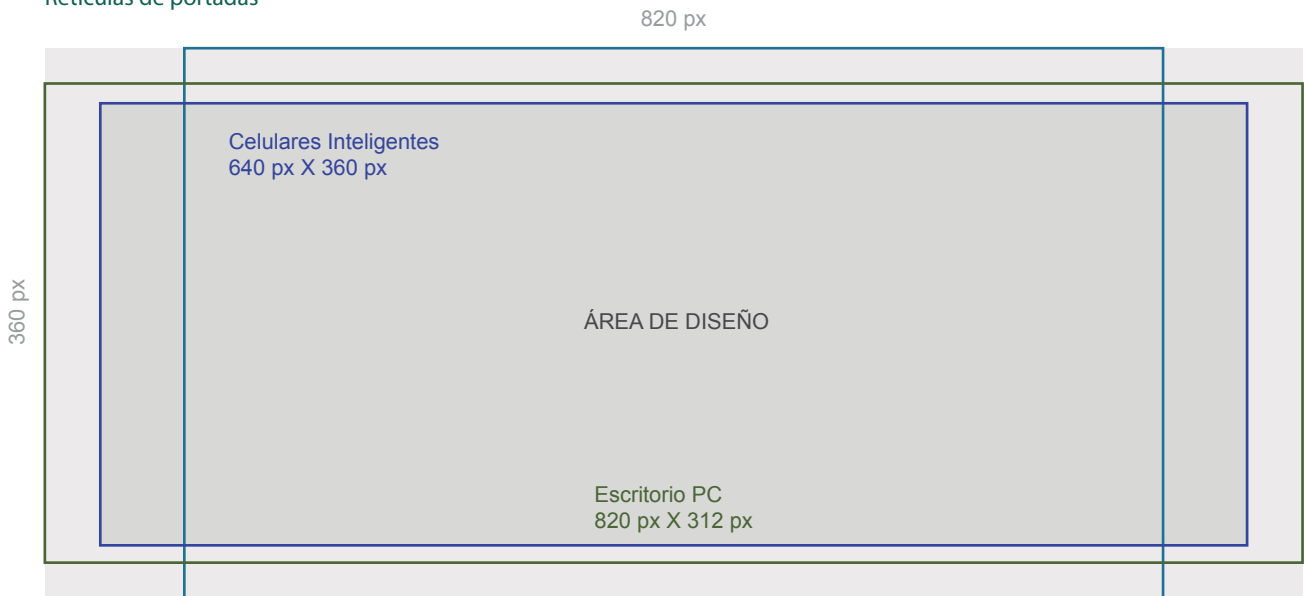 Retículas de portadas
820 px
Celulares Inteligentes
640 px X 360 px
360 px
ÁREA DE DISEÑO
Escritorio PC
820 px X 312 px